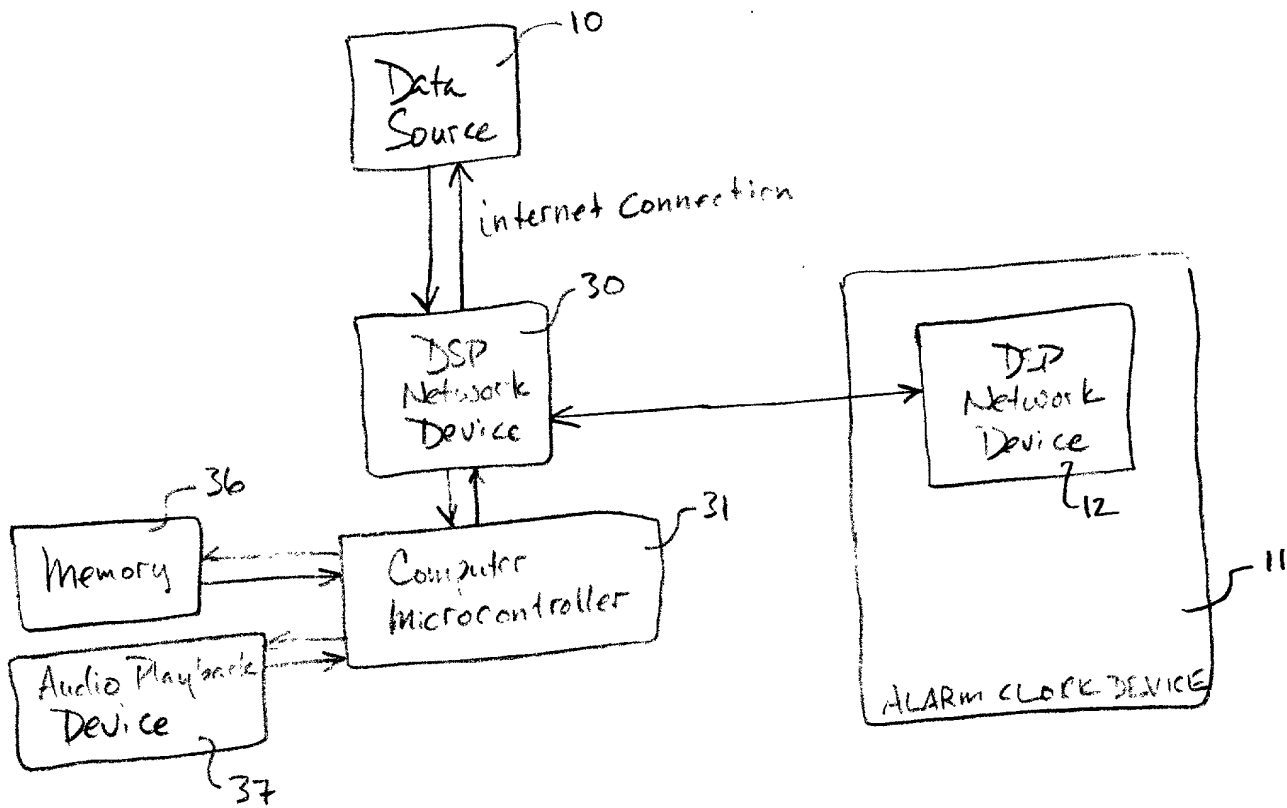 10
Data
Source
internet connection
30
DSP
Network
Device
DSP
Network
Device
12
36
Memory
31
Computer
Microcontroller
11
Audio Playback
Device
37
ALARM CLOCK DEVICE